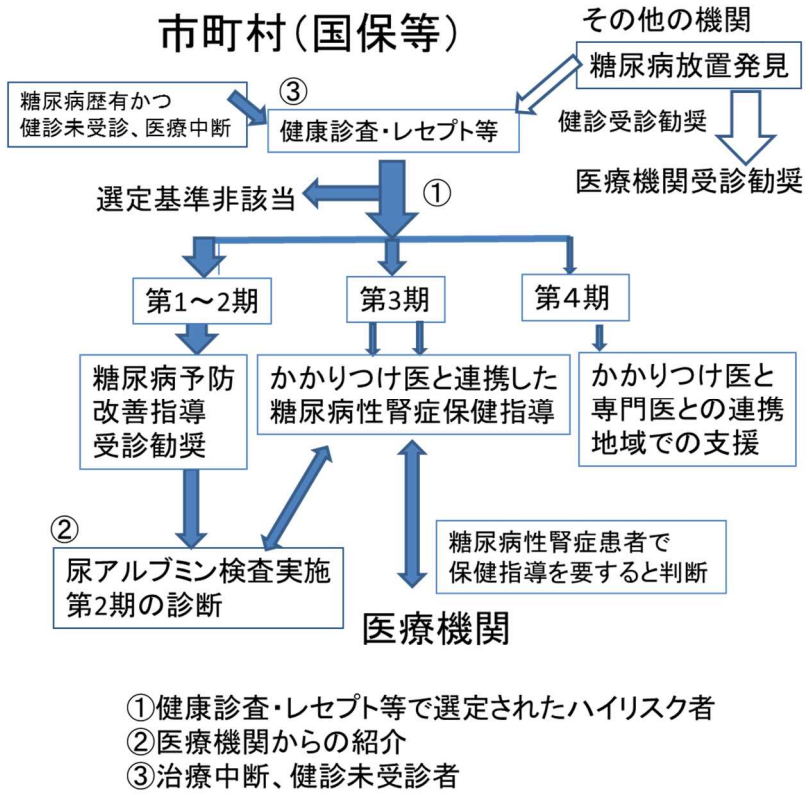 市町村（国保等）
その他の機関
糖尿病放置発見
糖尿病歴有かつ
健診未受診、医療中断
③
健康診査・レセプト等
健診受診勧奨
医療機関受診勧奨
選定基準非該当
①
第1～2期
第3期
第４期
糖尿病予防
改善指導
受診勧奨
かかりつけ医と連携した
糖尿病性腎症保健指導
かかりつけ医と
専門医との連携
地域での支援
②
尿アルブミン検査実施
第2期の診断
糖尿病性腎症患者で
保健指導を要すると判断
医療機関
①健康診査・レセプト等で選定されたハイリスク者
②医療機関からの紹介
③治療中断、健診未受診者